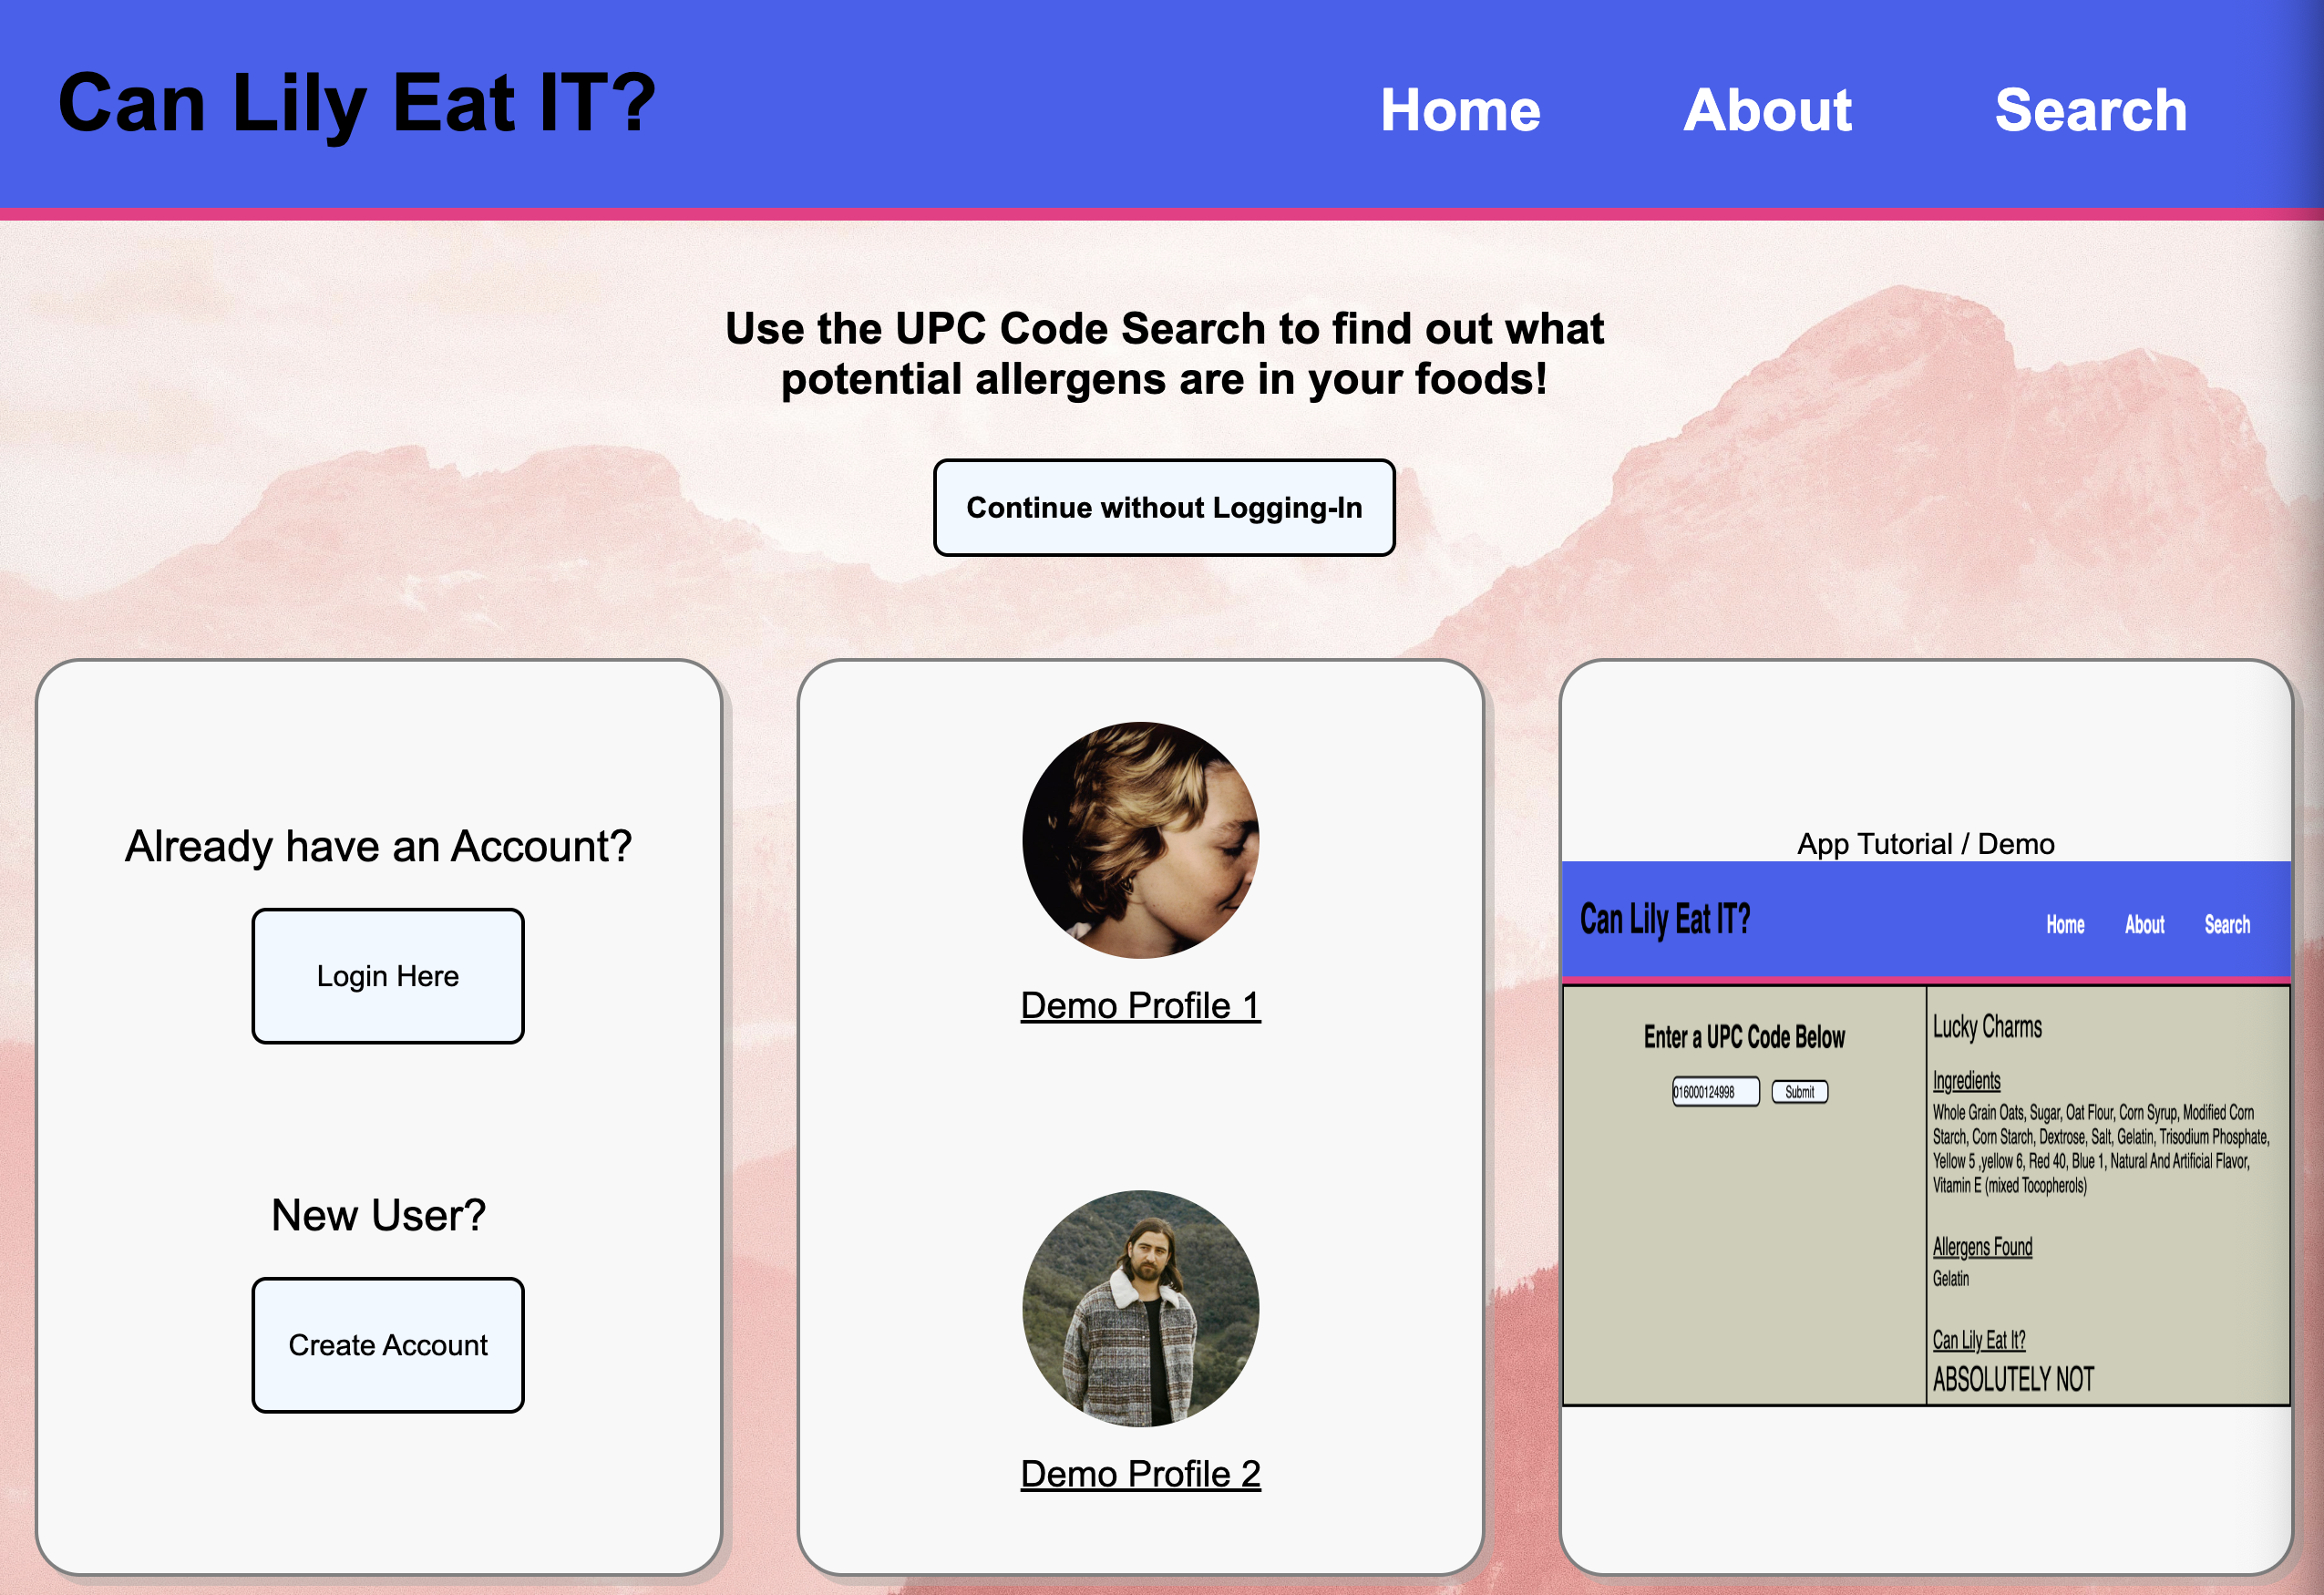 Can Lily Eat IT?
Home About Search
Use the UPC Code Search to find out what
potential allergens are in your foods!
Continue without Logging-In
Already have an Account?
Login Here
New User?
Create Account
Demo Profile 1
Demo Profile 2
App Tutorial / Demo
Can Lily Eat IT?
Home About Search
Enter a UPC Code Below
016000124998 Submit
Lucky Charms
Ingredients
Whole Grain Oats, Sugar, Oat Flour, Corn Syrup, Modified Corn
Starch, Corn Starch, Dextrose, Salt, Gelatin, Trisodium Phosphate,
Yellow 5 ,yellow 6, Red 40, Blue 1, Natural And Artificial Flavor,
Vitamin E (mixed Tocopherols)
Allergens Found
Gelatin
Can Lily Eat It?
ABSOLUTELY NOT